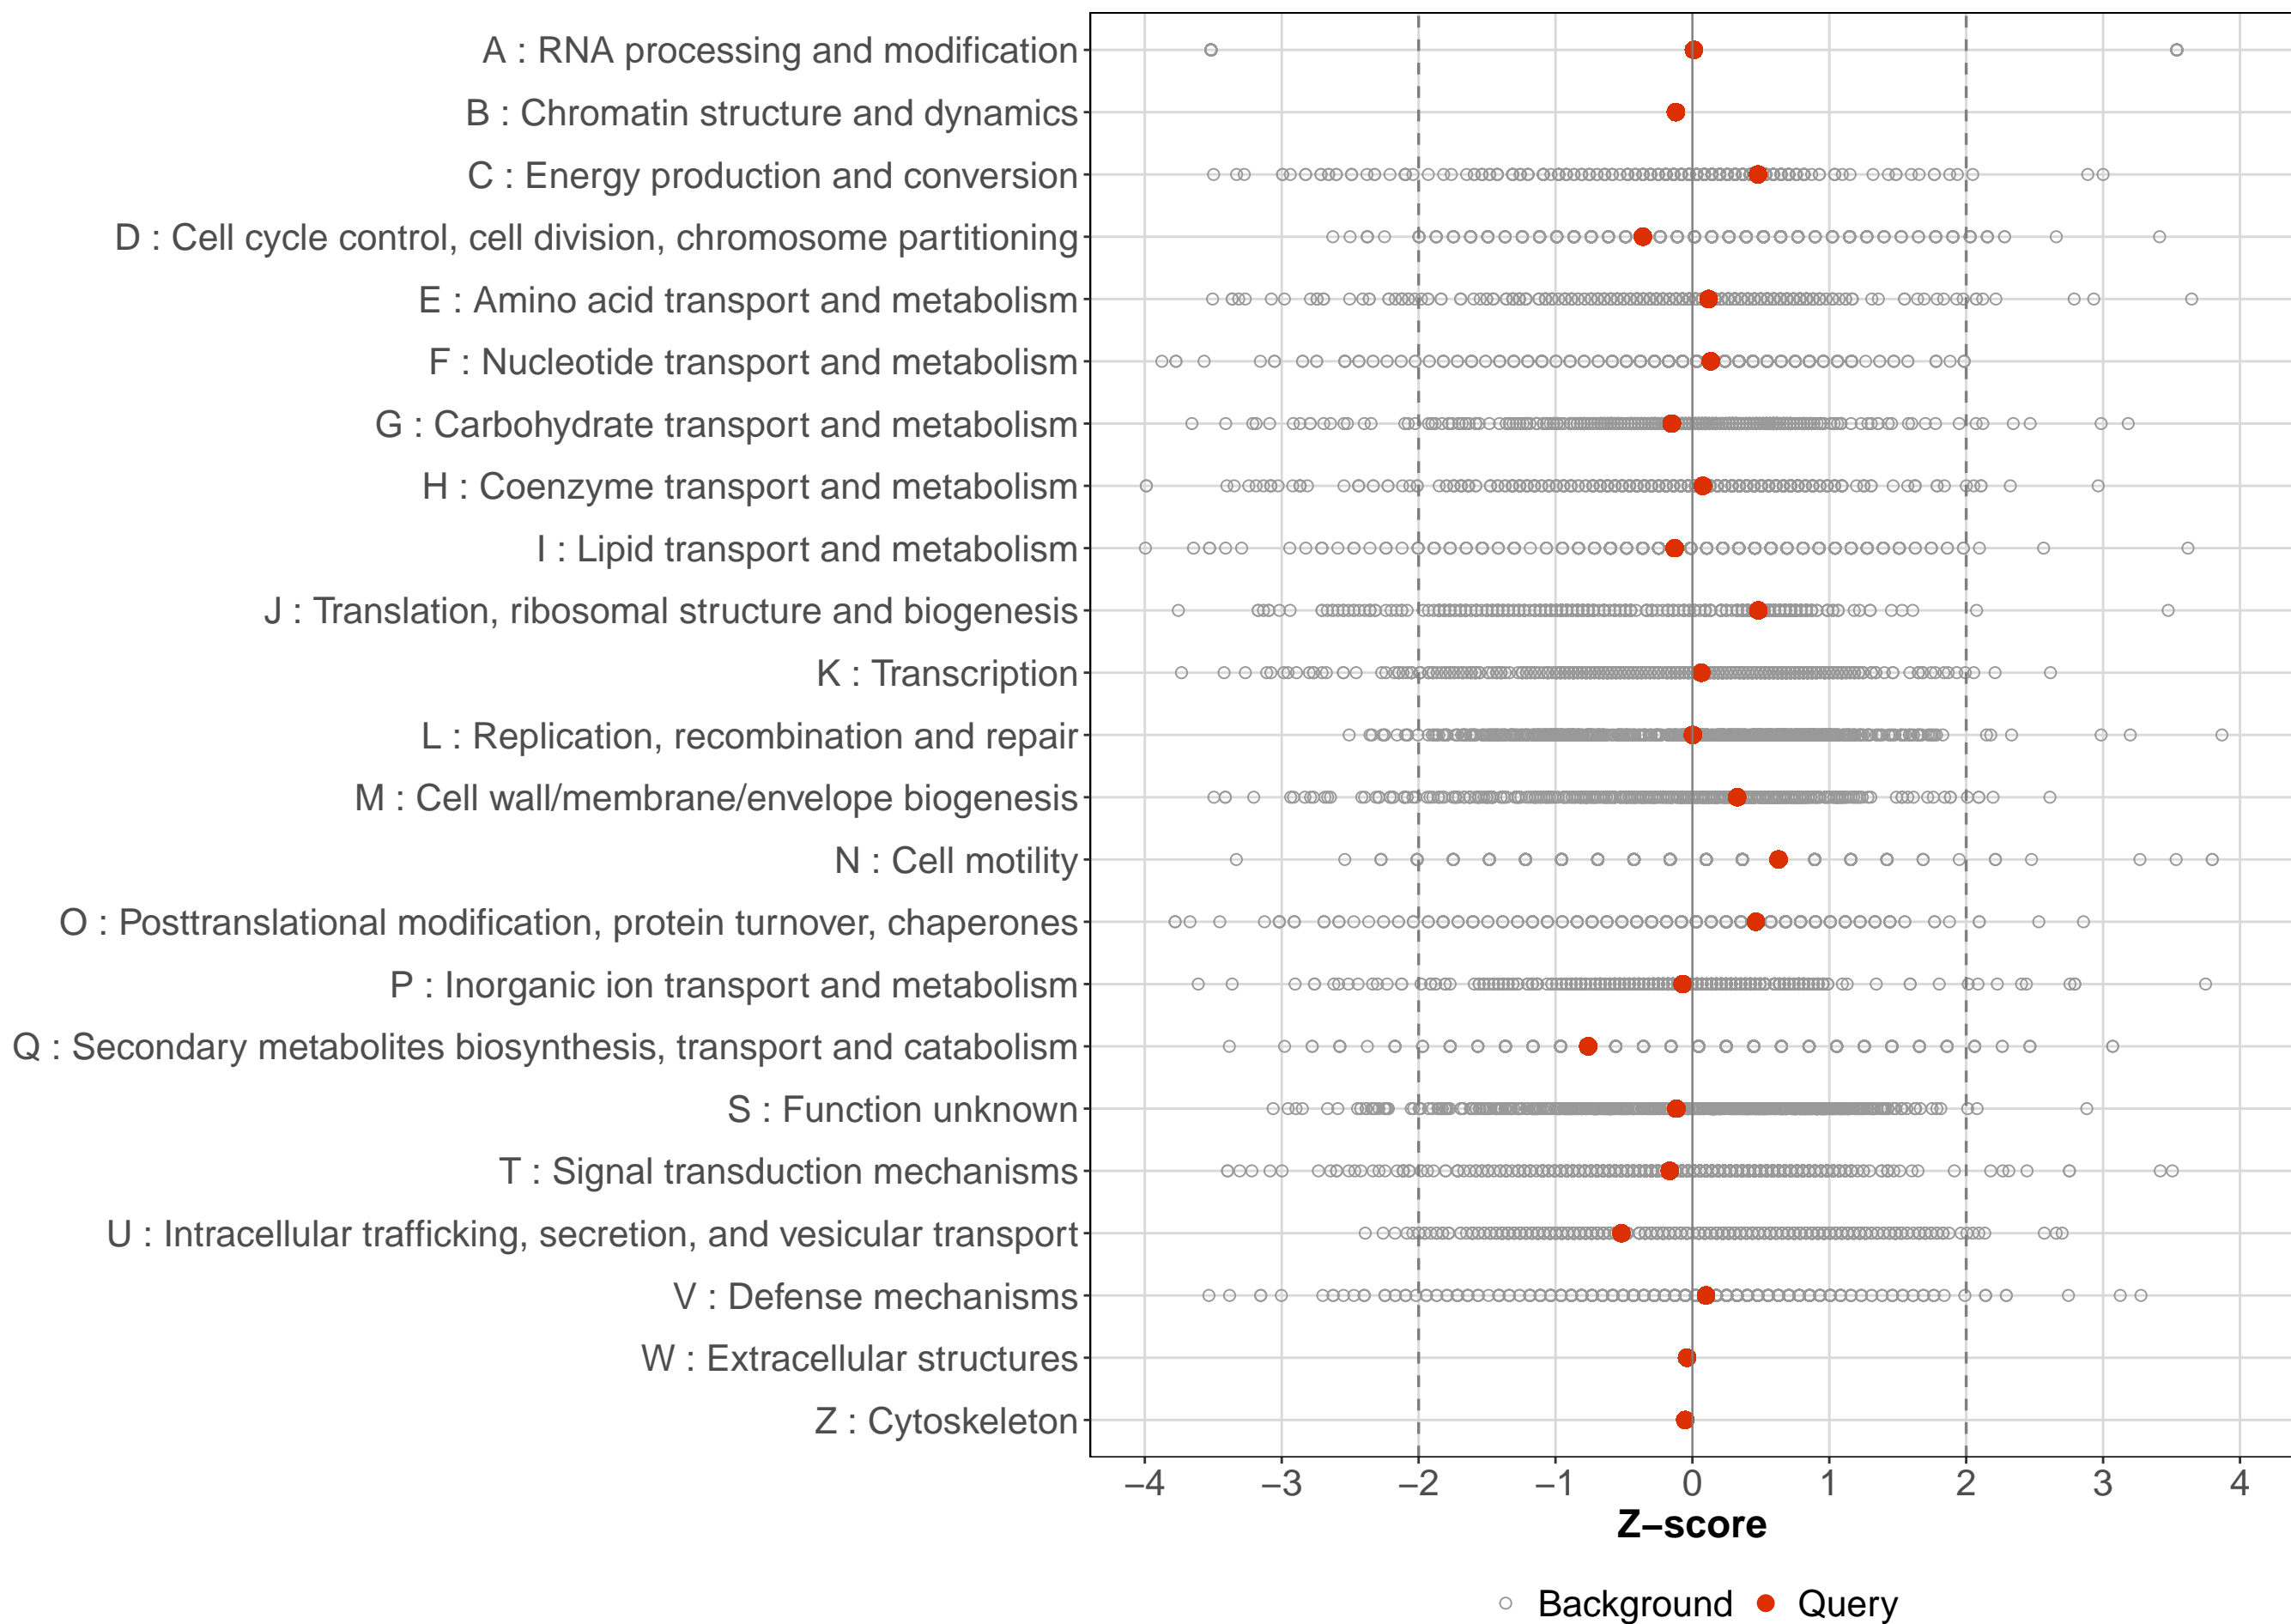 A : RNA processing and modification
B : Chromatin structure and dynamics
C : Energy production and conversion
D : Cell cycle control, cell division, chromosome partitioning
E : Amino acid transport and metabolism
F : Nucleotide transport and metabolism
G : Carbohydrate transport and metabolism
H : Coenzyme transport and metabolism
I : Lipid transport and metabolism
J : Translation, ribosomal structure and biogenesis
K : Transcription
L : Replication, recombination and repair
M : Cell wall/membrane/envelope biogenesis
N : Cell motility
O : Posttranslational modification, protein turnover, chaperones
P : Inorganic ion transport and metabolism
Q : Secondary metabolites biosynthesis, transport and catabolism
S : Function unknown
T : Signal transduction mechanisms
U : Intracellular trafficking, secretion, and vesicular transport
V : Defense mechanisms
W : Extracellular structures
Z : Cytoskeleton
−4 −3 −2 −1 0 1 2 3 4
Z−score
Background Query